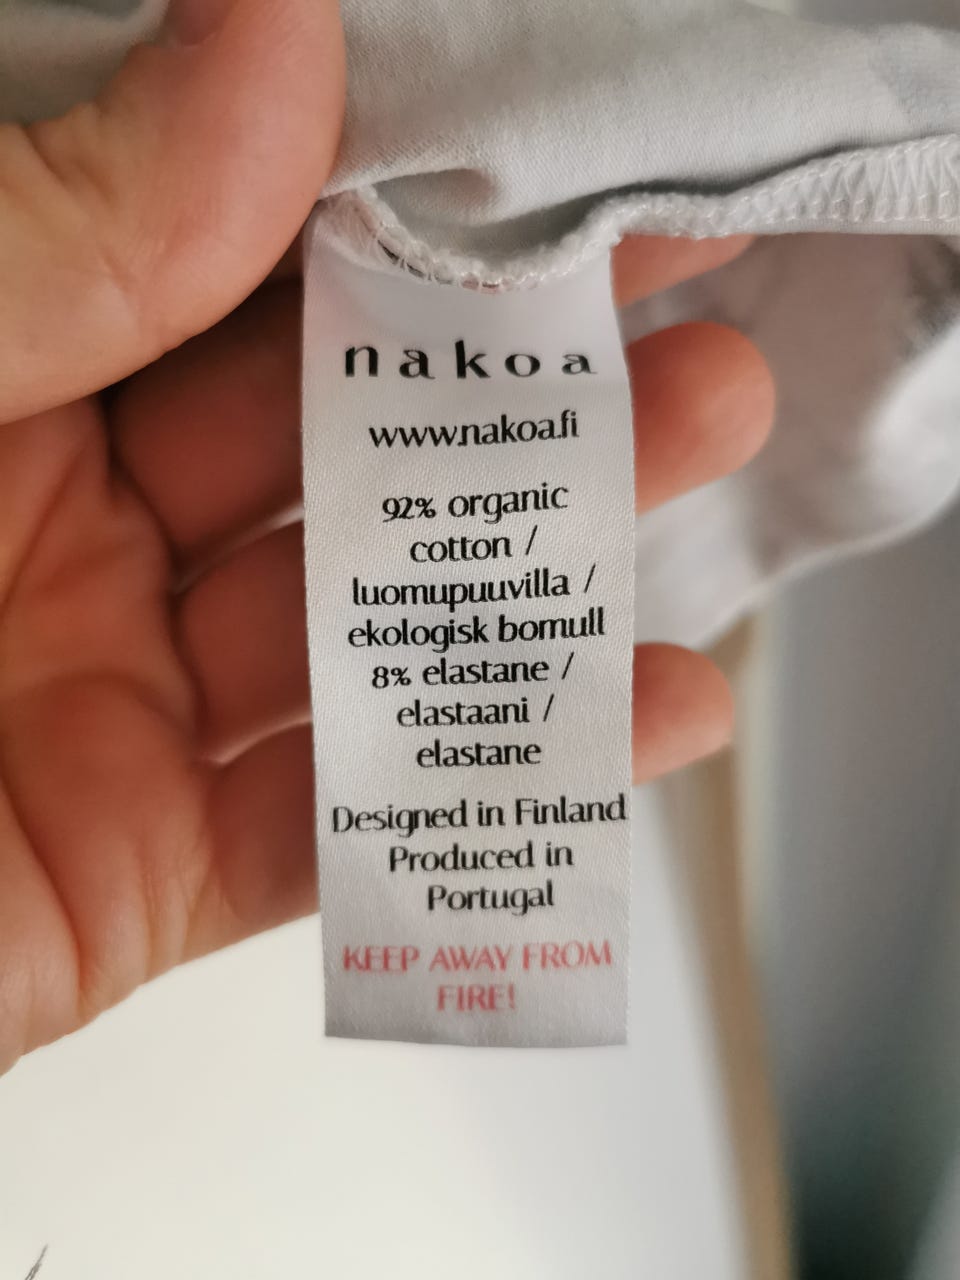 nakoa
www.nakoa.fi
92% organic
cotton /
luomupuuvilla /
ekologisk bomull
8% elastane /
elastaani /
elastane
Designed in Finland
Produced in
Portugal
KEEP AWAY FROM
FIRE!